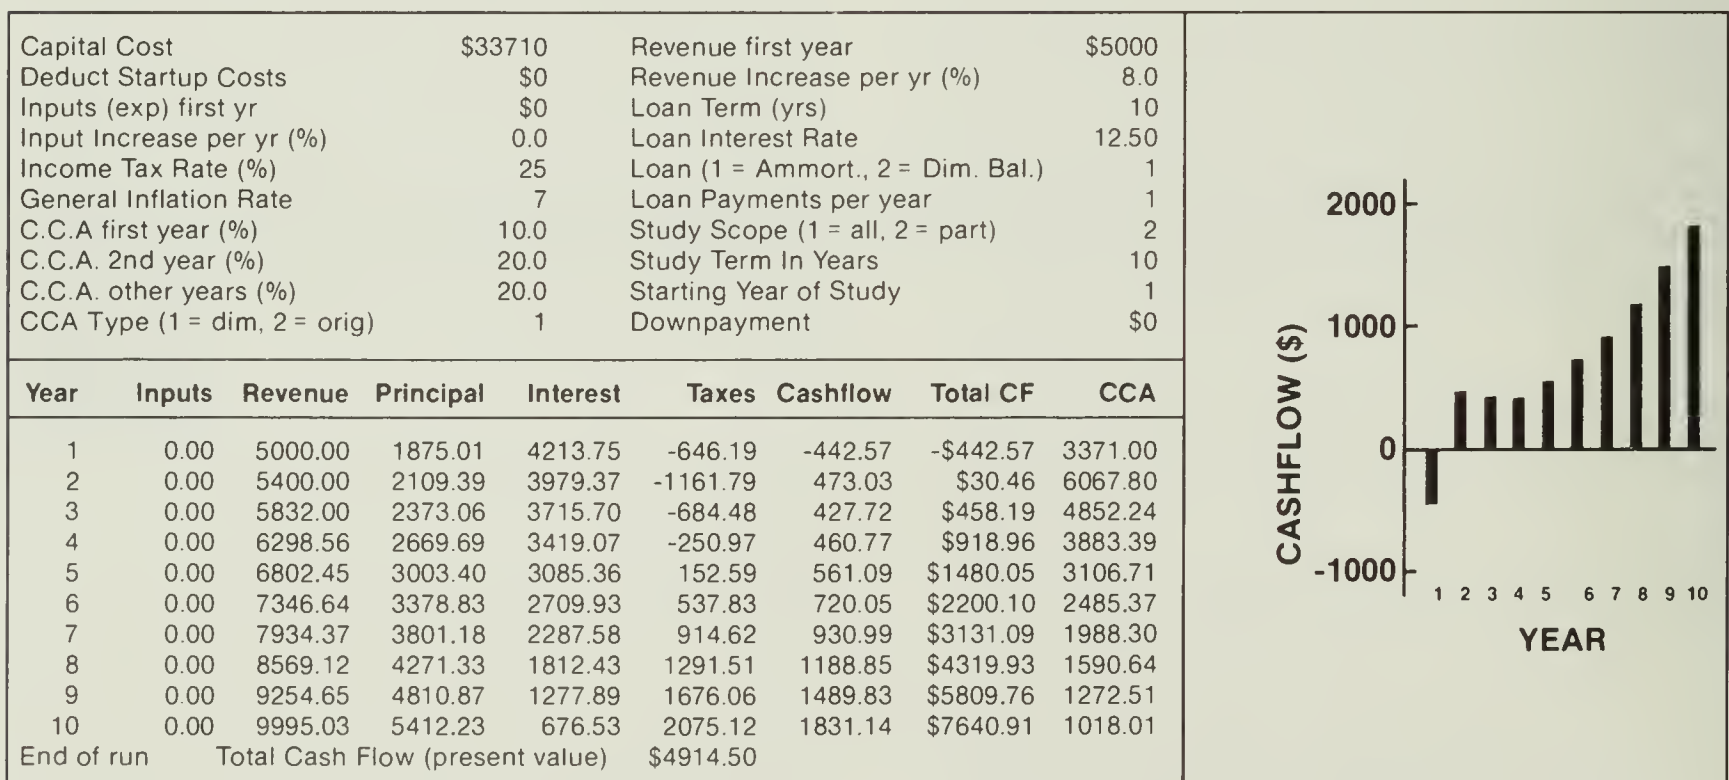 Capital Cost $33710 Revenue first year $5000
Deduct Startup Costs $0 Revenue Increase per yr (%) 8.0
Inputs (exp) first yr $0 Loan Term (yrs) 10
Input Increase per yr (%) 0.0 Loan Interest Rate 12.50
Income Tax Rate (%) 25 Loan (1 = Ammort., 2 = Dim. Bal.) 1
General Inflation Rate 7 Loan Payments per year 1
C.C.A first year (%) 10.0 Study Scope (1 = all, 2 = part) 2
C.C.A. 2nd year (%) 20.0 Study Term In Years 10
C.C.A. other years (%) 20.0 Starting Year of Study 1
CCA Type (1 = dim, 2 = orig) 1 Downpayment $0
Year Inputs Revenue Principal Interest Taxes Cashflow Total CF CCA
1 0.00 5000.00 1875.01 4213.75 -646.19 -442.57 -$442.57 3371.00
2 0.00 5400.00 2109.39 3979.37 -1161.79 473.03 $30.46 6067.80
3 0.00 5832.00 2373.06 3715.70 -684.48 427.72 $458.19 4852.24
4 0.00 6298.56 2669.69 3419.07 -250.97 460.77 $918.96 3883.39
5 0.00 6802.45 3003.40 3085.36 152.59 561.09 $1480.05 3106.71
6 0.00 7346.64 3378.83 2709.93 537.83 720.05 $2200.10 2485.37
7 0.00 7934.37 3801.18 2287.58 914.62 930.99 $3131.09 1988.30
8 0.00 8569.12 4271.33 1812.43 1291.51 1188.85 $4319.93 1590.64
9 0.00 9254.65 4810.87 1277.89 1676.06 1489.83 $5809.76 1272.51
10 0.00 9995.03 5412.23 676.53 2075.12 1831.14 $7640.91 1018.01
End of run Total Cash Flow (present value) $4914.50
CASHFLOW ($)
2000
1000
0
-1000
1 2 3 4 5 6 7 8 9 10
YEAR